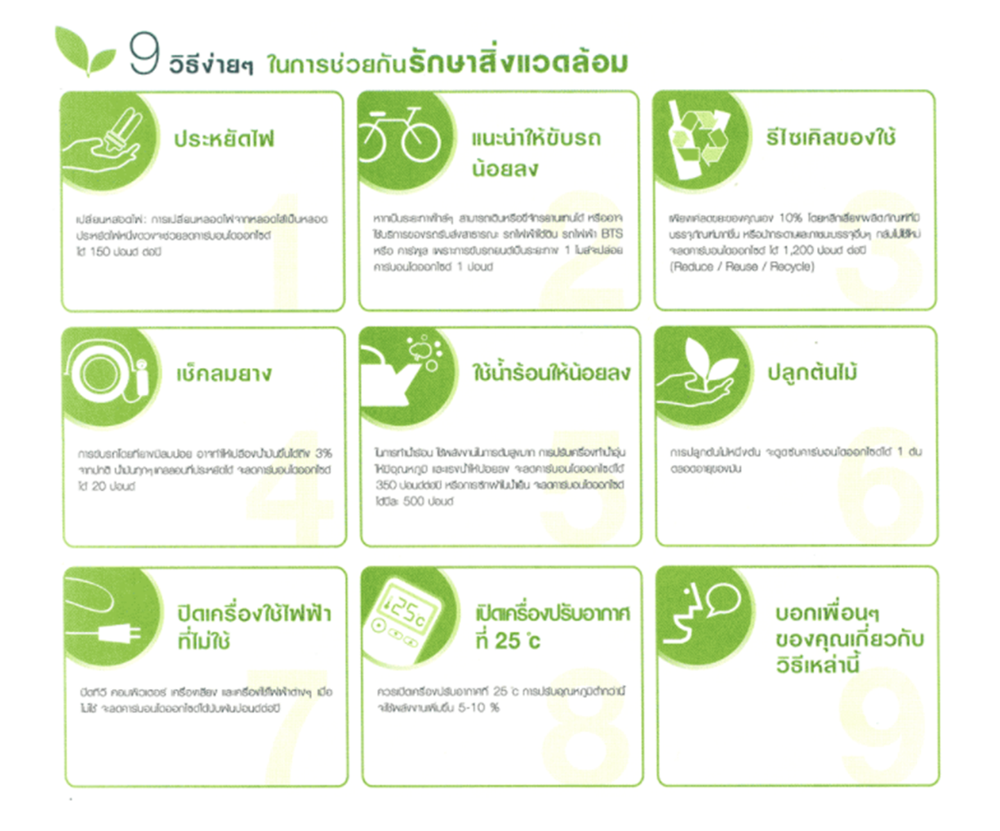 9 วิธีง่ายๆ ในการช่วยกันรักษาสิ่งแวดล้อม
ประหยัดไฟ
เปลี่ยนหลอดไฟ: การเปลี่ยนหลอดไฟจากหลอดไส้เป็นหลอด
ประหยัดไฟหนึ่งดวงจะช่วยลดคาร์บอนไดออกไซด์
ได้ 150 ปอนด์ ต่อปี
1
แนะนำให้ขับรถ
น้อยลง
หากเป็นระยะทางใกล้ๆ สามารถเดินหรือขี่จักรยานแทนได้ หรืออาจ
ใช้บริการของรถรับส่งสาธารณะ รถไฟฟ้าใต้ดิน รถไฟฟ้า BTS
หรือ คาร์พูล เพราะการขับรถยนต์เป็นระยะทาง 1 ไมล์จะปล่อย
คาร์บอนไดออกไซด์ 1 ปอนด์
2
รีไซเคิลของใช้
เพียงแค่ลดขยะของคุณเอง 10% โดยหลีกเลี่ยงผลิตภัณฑ์ที่มี
บรรจุภัณฑ์มากชิ้น หรือนำกระดาษและภาชนะบรรจุอื่นๆ กลับไปใช้ใหม่
จะลดคาร์บอนไดออกไซด์ ได้ 1,200 ปอนด์ ต่อปี
(Reduce / Reuse / Recycle)
3
เช็คลมยาง
การขับรถโดยที่ยางมีลมน้อย อาจทำให้เปลืองน้ำมันขึ้นได้ถึง 3%
จากปกติ น้ำมันทุกๆ แกลลอนที่ประหยัดได้ จะลดคาร์บอนไดออกไซด์
ได้ 20 ปอนด์
4
ใช้น้ำร้อนให้น้อยลง
ในการทำน้ำร้อน ใช้พลังงานในการต้มสูงมาก การปรับเครื่องทำน้ำอุ่น
ให้มีอุณหภูมิ และแรงน้ำให้น้อยลง จะลดคาร์บอนไดออกไซด์ได้
350 ปอนด์ต่อปี หรือการซักผ้าในน้ำเย็น จะลดคาร์บอนไดออกไซด์
ได้ปีละ 500 ปอนด์
5
ปลูกต้นไม้
การปลูกต้นไม้หนึ่งต้น จะดูดซับคาร์บอนไดออกไซด์ได้ 1 ตัน
ตลอดอายุของมัน
6
ปิดเครื่องใช้ไฟฟ้า
ที่ไม่ใช้
ปิดทีวี คอมพิวเตอร์ เครื่องเสียง และเครื่องใช้ไฟฟ้าต่างๆ เมื่อ
ไม่ใช้ จะลดคาร์บอนไดออกไซด์ได้นับพันปอนด์ต่อปี
7
25c
เปิดเครื่องปรับอากาศ
ที่ 25 ํc
ควรเปิดเครื่องปรับอากาศที่ 25 ํc การปรับอุณหภูมิต่ำกว่านี้
จะใช้พลังงานเพิ่มขึ้น 5-10 %
8
บอกเพื่อนๆ
ของคุณเกี่ยวกับ
วิธีเหล่านี้
9